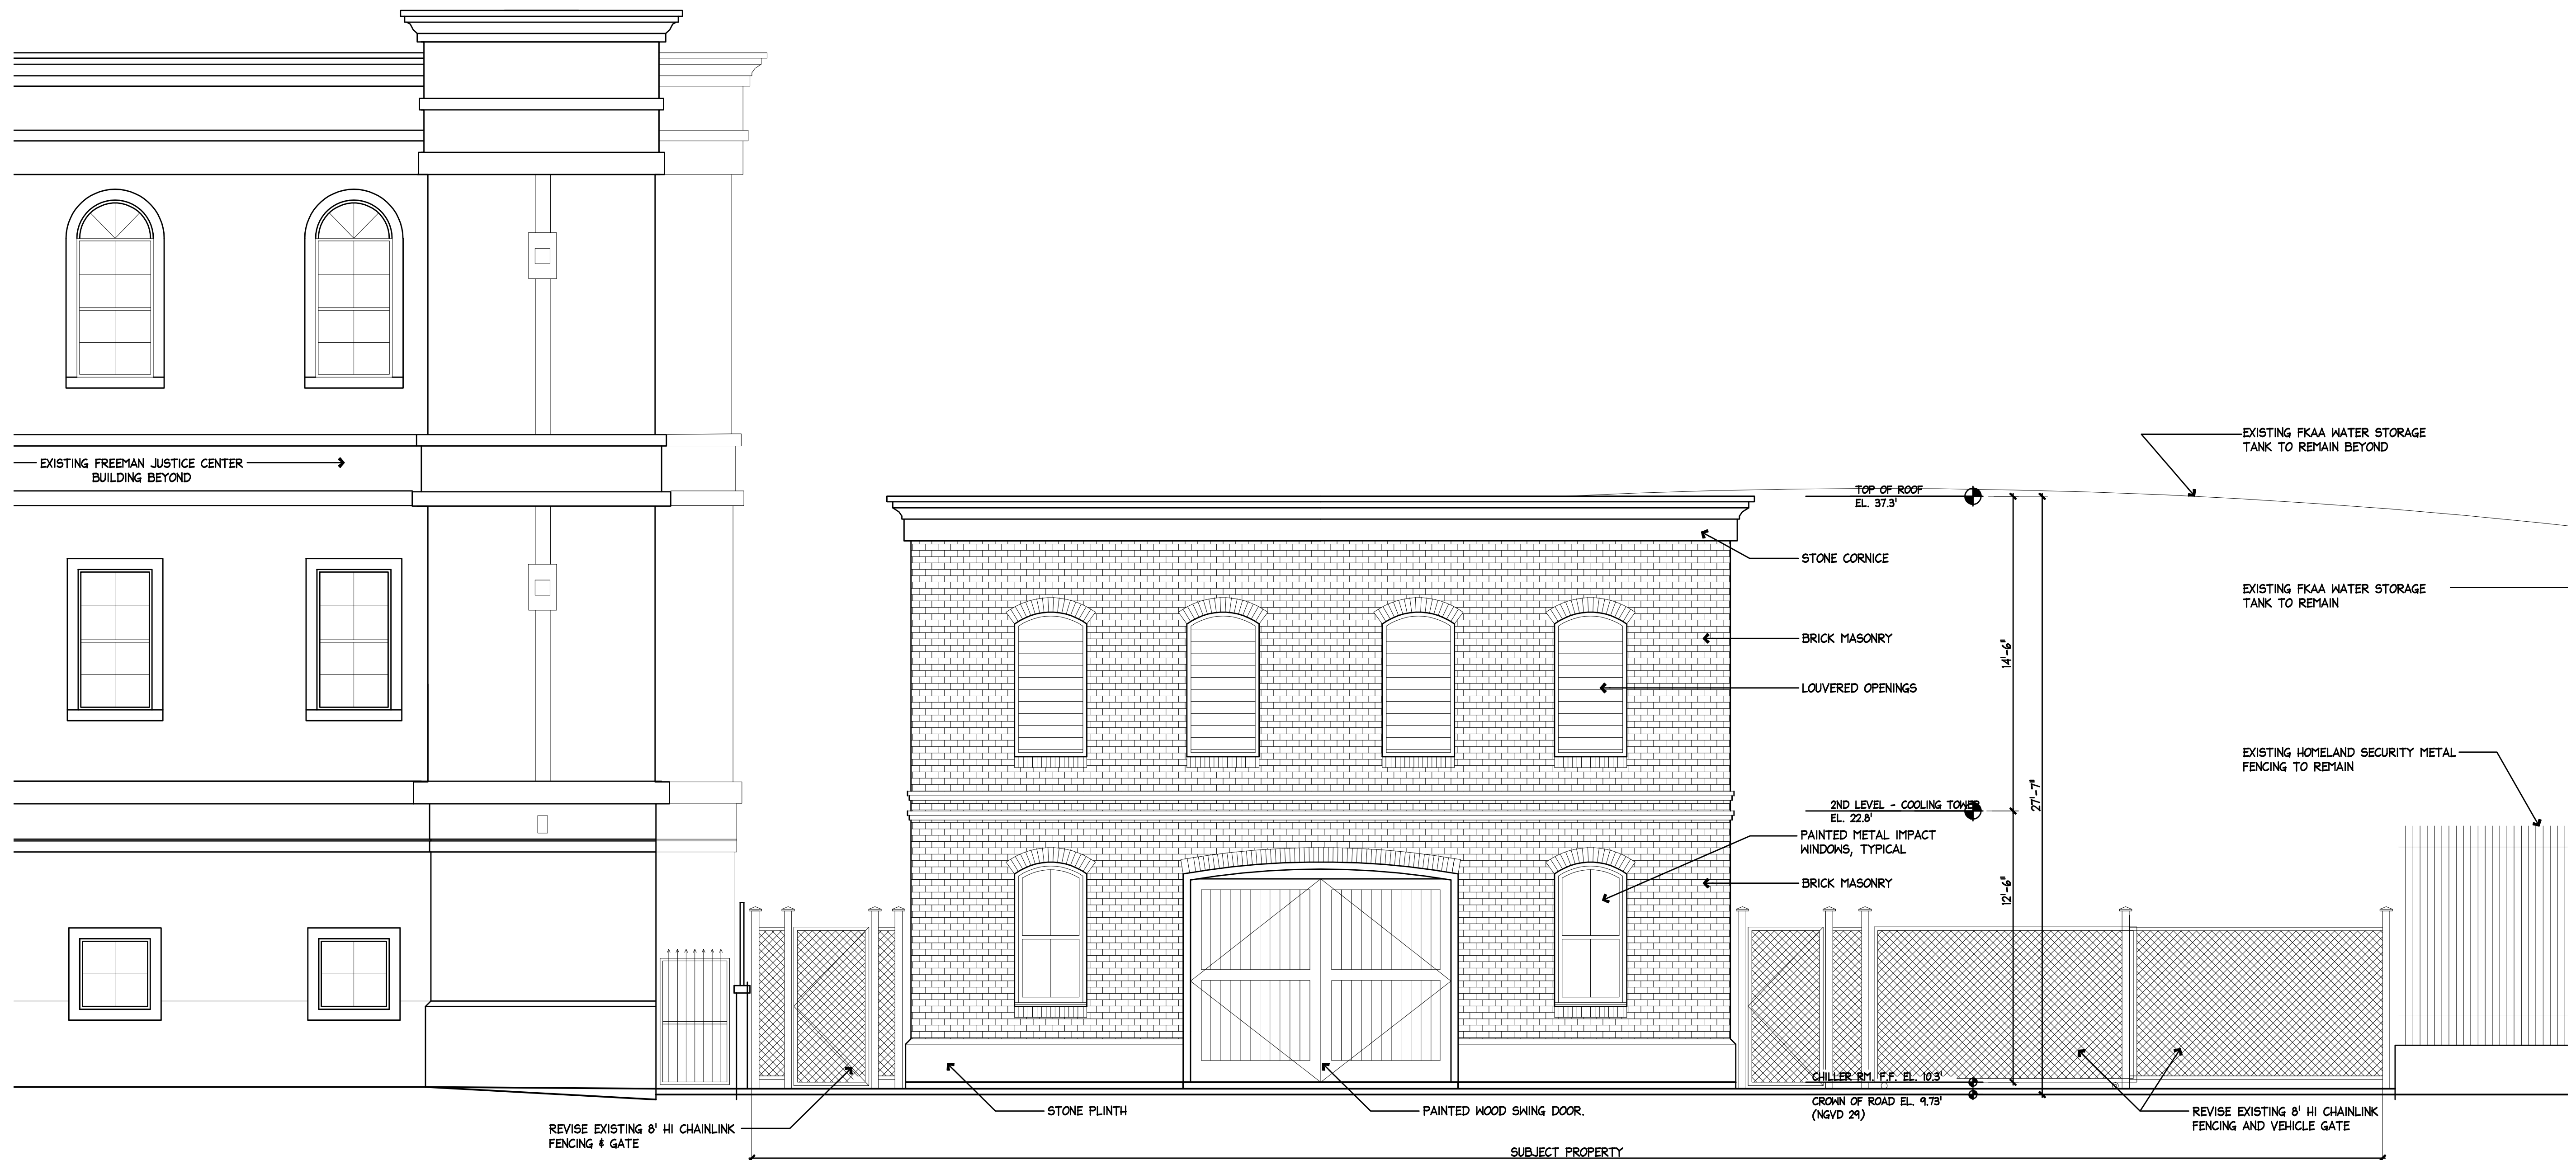 EXISTING FREEMAN JUSTICE CENTER
BUILDING BEYOND
EXISTING FKAA WATER STORAGE
TANK TO REMAIN BEYOND
TOP OF ROOF
EL. 37.3'
STONE CORNICE
EXISTING FKAA WATER STORAGE
TANK TO REMAIN
BRICK MASONRY
14'-6"
LOUVERED OPENINGS
EXISTING HOMELAND SECURITY METAL
FENCING TO REMAIN
27'-7"
2ND LEVEL - COOLING TOWER
EL. 22.8'
PAINTED METAL IMPACT
WINDOWS, TYPICAL
BRICK MASONRY
12'-6"
CHILLER RM. F.F. EL. 10.3'
CROWN OF ROAD EL. 9.73'
(NGVD 29)
STONE PLINTH
PAINTED WOOD SWING DOOR.
REVISE EXISTING 8' HI CHAINLINK
FENCING AND VEHICLE GATE
REVISE EXISTING 8' HI CHAINLINK
FENCING & GATE
SUBJECT PROPERTY